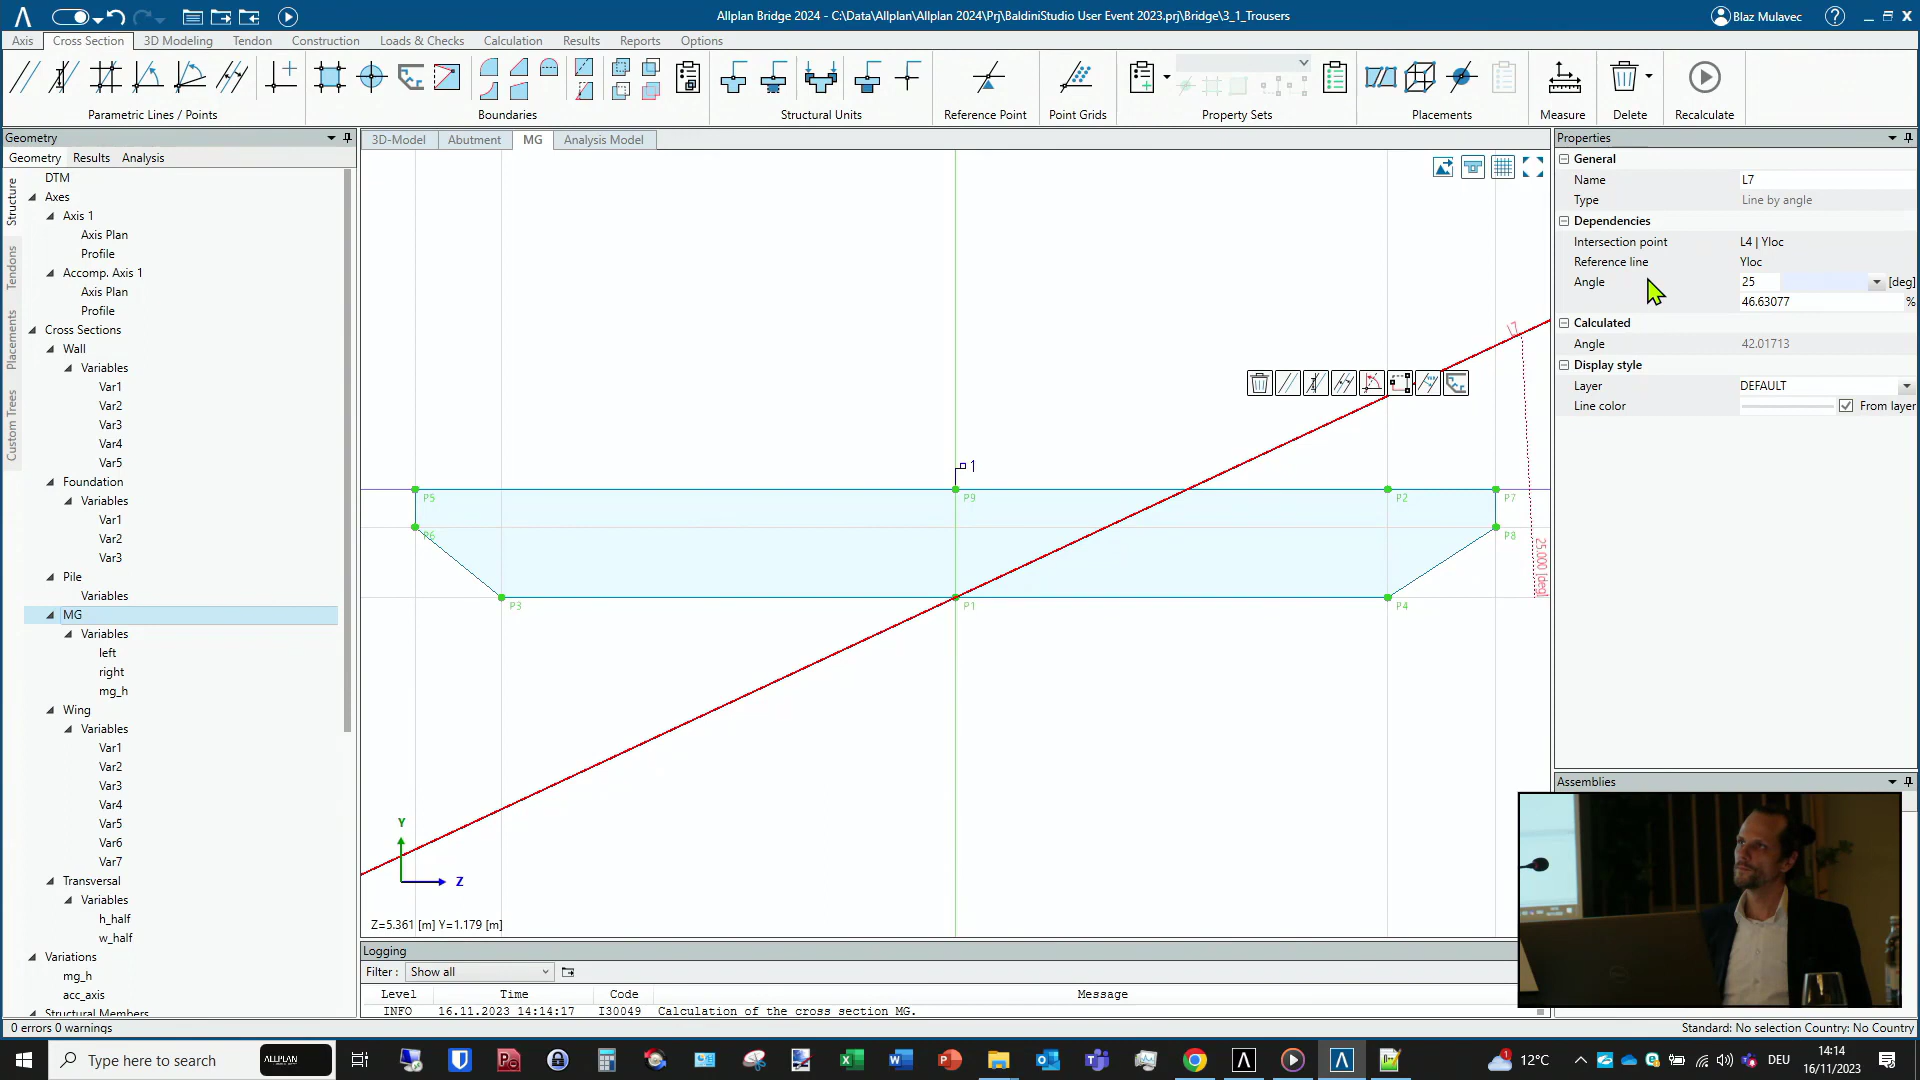 Allplan Bridge 2024 - C:\Data\Allplan\Allplan 2024\Prj\BaldiniStudio User Event 2023.prj\Bridge\3_1_Trousers
Blaz Mulavec
Axis Cross Section 3D Modeling Tendon Construction Loads & Checks Calculation Results Reports Options
Parametric Lines / Points Boundaries Structural Units Reference Point Point Grids Property Sets Placements Measure Delete Recalculate
Geometry
Geometry Results Analysis
Structure
Tendons
Placements
Custom Trees
DTM
Axes
Axis 1
Axis Plan
Profile
Accomp. Axis 1
Axis Plan
Profile
Cross Sections
Wall
Variables
Var1
Var2
Var3
Var4
Var5
Foundation
Variables
Var1
Var2
Var3
Pile
Variables
MG
Variables
left
right
mg_h
Wing
Variables
Var1
Var2
Var3
Var4
Var5
Var6
Var7
Transversal
Variables
h_half
w_half
Variations
mg_h
acc_axis
Structural Members
3D-Model Abutment MG Analysis Model
L7
1
P5 P9 P2 P7
P6 P8
25.000 [deg]
P3 P1 P4
Y
Z
Z=5.361 [m] Y=1.179 [m]
Logging
Filter : Show all
Level Time Code Message
INFO 16.11.2023 14:14:17 I30049 Calculation of the cross section MG.
Properties
General
Name L7
Type Line by angle
Dependencies
Intersection point L4 | Yloc
Reference line Yloc
Angle 25 [deg]
46.63077 %
Calculated
Angle 42.01713
Display style
Layer DEFAULT
Line color From layer
Assemblies
0 errors 0 warnings
Standard: No selection Country: No Country
Type here to search
ALLPLAN
12°C
DEU
14:14
16/11/2023